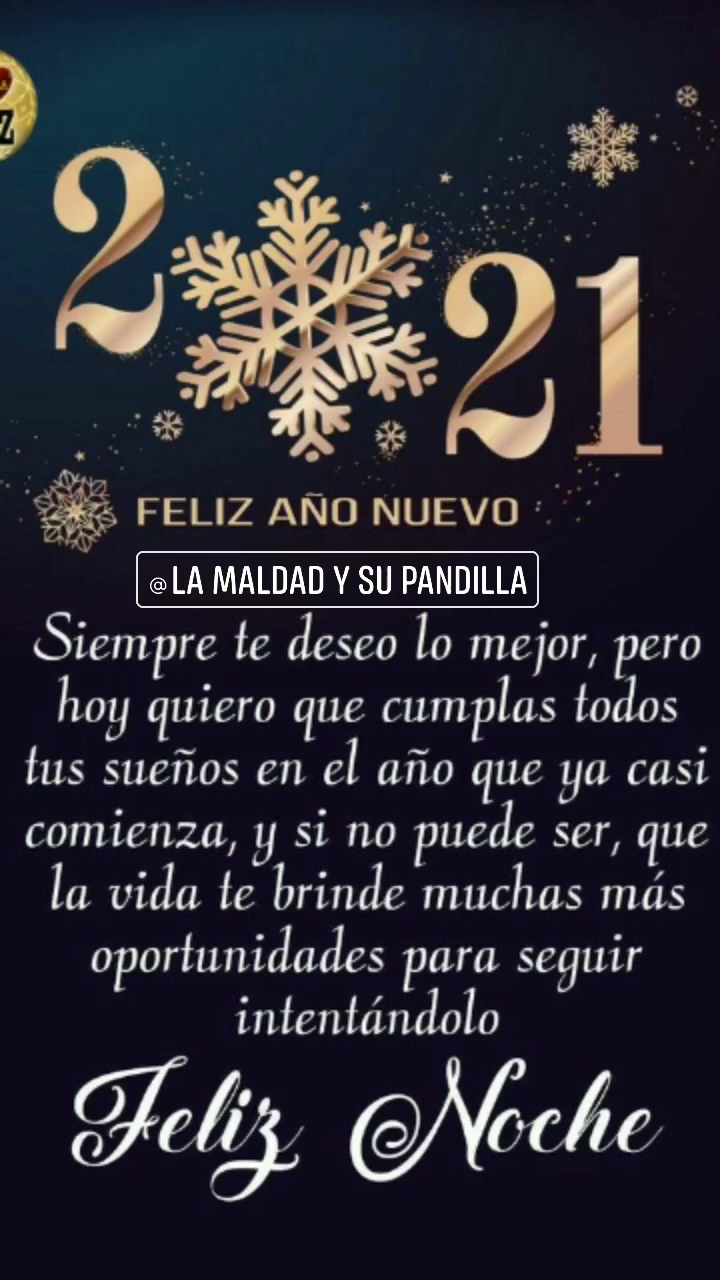 2021
FELIZ AÑO NUEVO
@LA MALDAD Y SU PANDILLA
Siempre te deseo lo mejor, pero
hoy quiero que cumplas todos
tus sueños en el año que ya casi
comienza, y si no puede ser, que
la vida te brinde muchas más
oportunidades para seguir
intentándolo
Feliz Noche